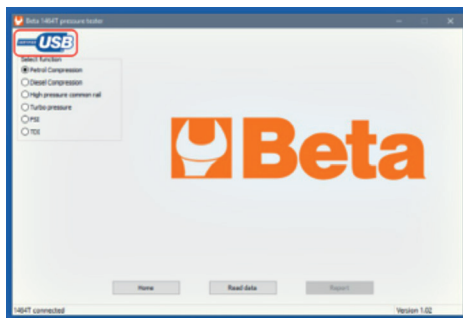 Beta 1464T pressure tester
USB
Select function
Petrol Compression
Diesel Compression
High pressure common rail
Turbo pressure
FSI
TDI
Beta
Home
Read data
Report
1464T connected
Version 1.02